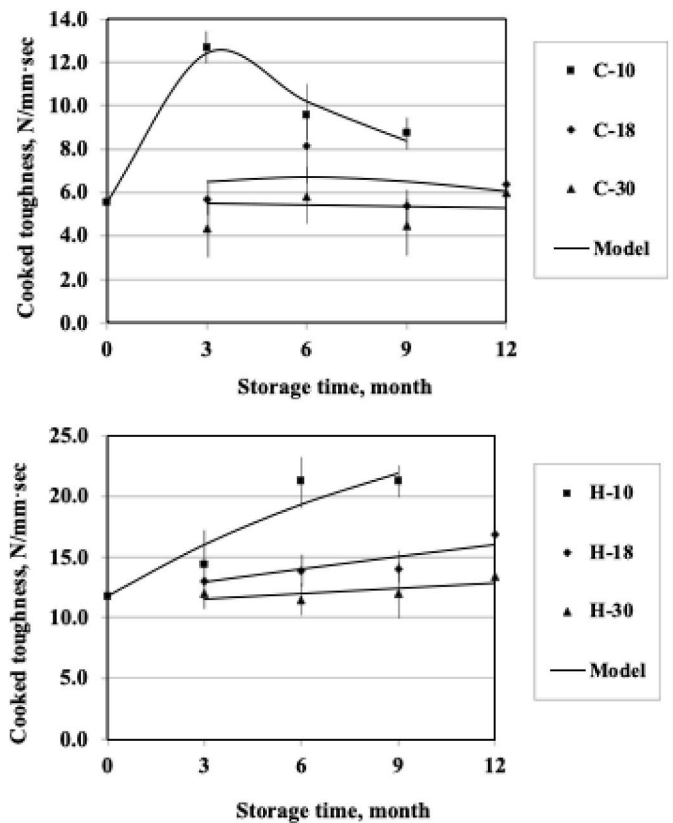 14.0
12.0
10.0
8.0
6.0
4.0
2.0
0.0
Cooked toughness, N/mm·sec
0 3 6 9 12
Storage time, month
C-10
C-18
C-30
Model
25.0
20.0
15.0
10.0
5.0
0.0
Cooked toughness, N/mm·sec
0 3 6 9 12
Storage time, month
H-10
H-18
H-30
Model